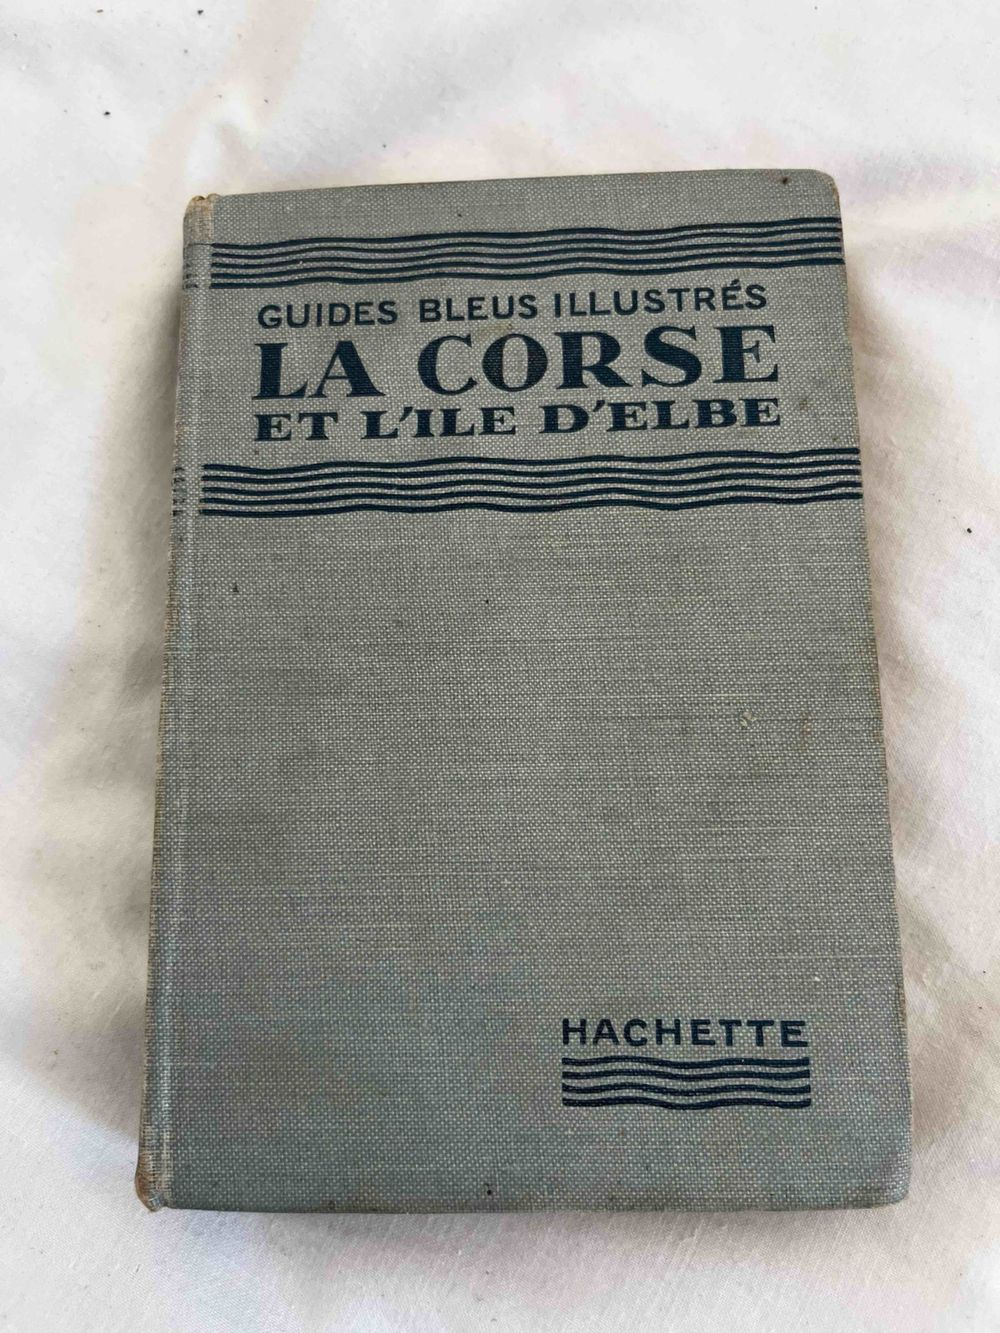 GUIDES BLEUS ILLUSTRÉS
LA CORSE
ET L'ILE D'ELBE
HACHETTE